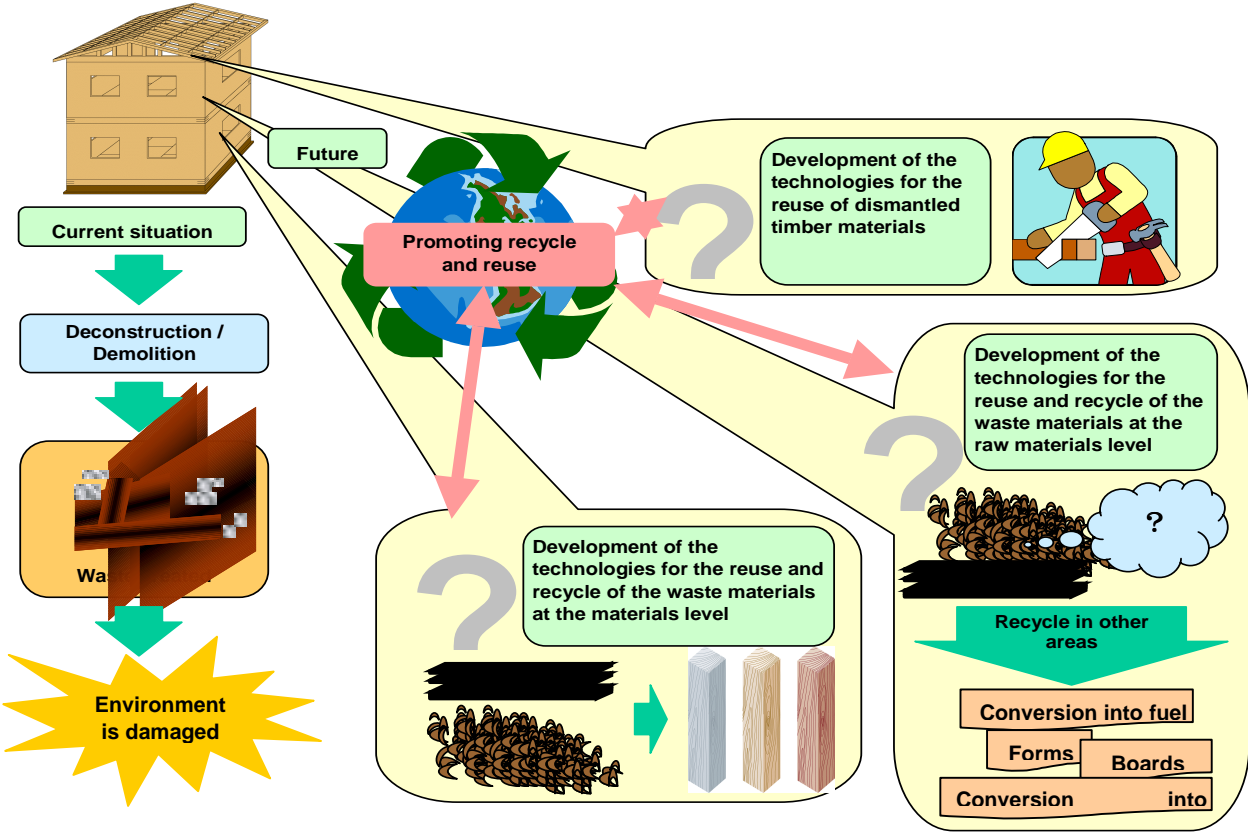 Future
Current situation
Deconstruction /
Demolition
Environment
is damaged
Promoting recycle
and reuse
?
Development of the
technologies for the
reuse of dismantled
timber materials
?
Development of the
technologies for the
reuse and recycle of the
waste materials at the
raw materials level
?
Recycle in other
areas
Conversion into fuel
Forms
Boards
Conversion into
?
Development of the
technologies for the reuse and
recycle of the waste materials
at the materials level